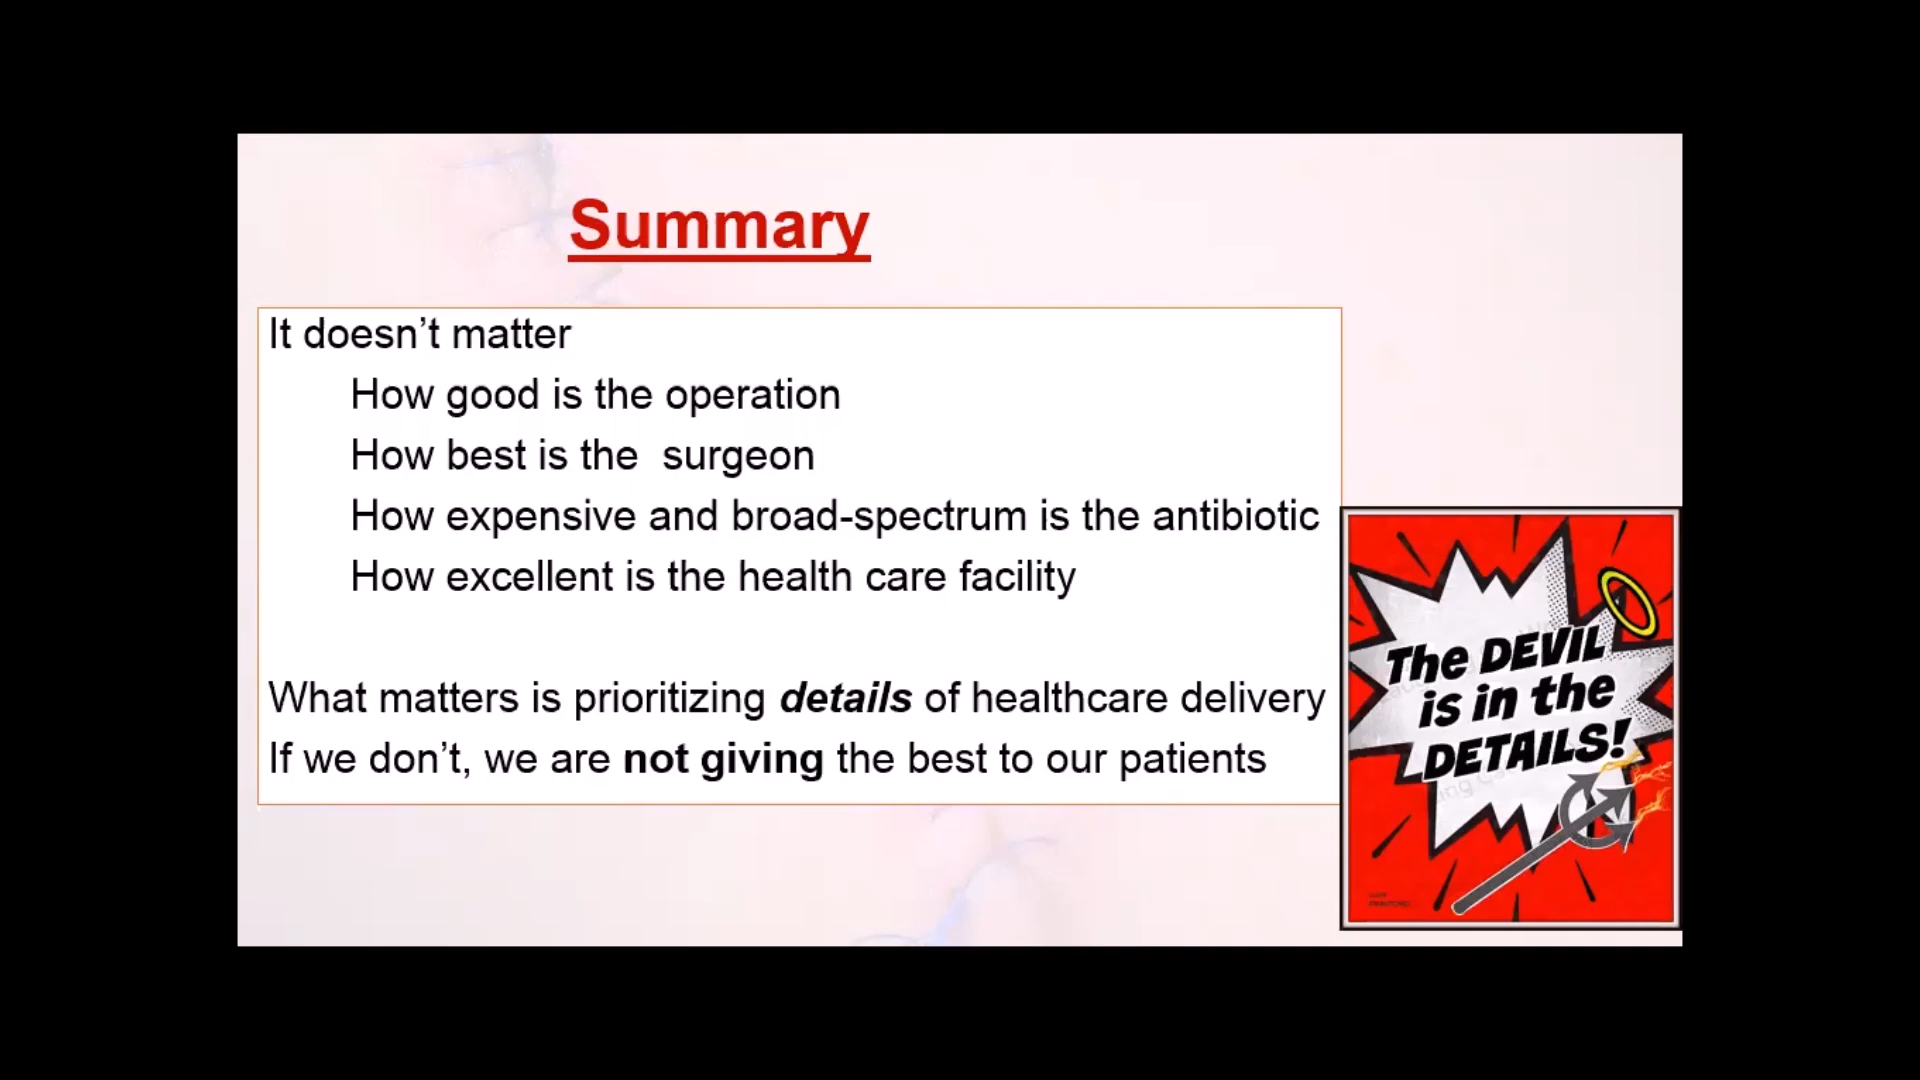 Summary
It doesn’t matter
How good is the operation
How best is the  surgeon
How expensive and broad-spectrum is the antibiotic
How excellent is the health care facility
What matters is prioritizing details of healthcare delivery
If we don’t, we are not giving the best to our patients
The DEVIL
is in the
DETAILS!